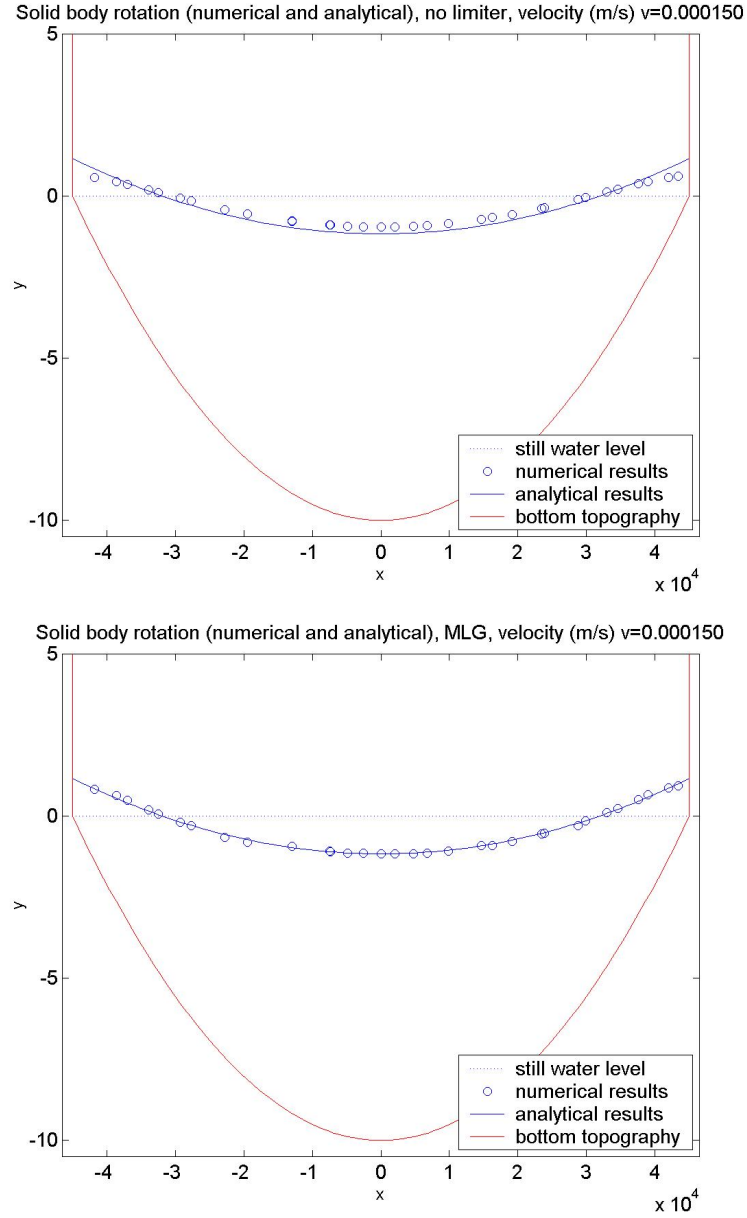 Solid body rotation (numerical and analytical), no limiter, velocity (m/s) v=0.000150
5
0
-5
-10
y
still water level
numerical results
analytical results
bottom topography
-4 -3 -2 -1 0 1 2 3 4
x
x 10^4
Solid body rotation (numerical and analytical), MLG, velocity (m/s) v=0.000150
5
0
-5
-10
y
still water level
numerical results
analytical results
bottom topography
-4 -3 -2 -1 0 1 2 3 4
x
x 10^4